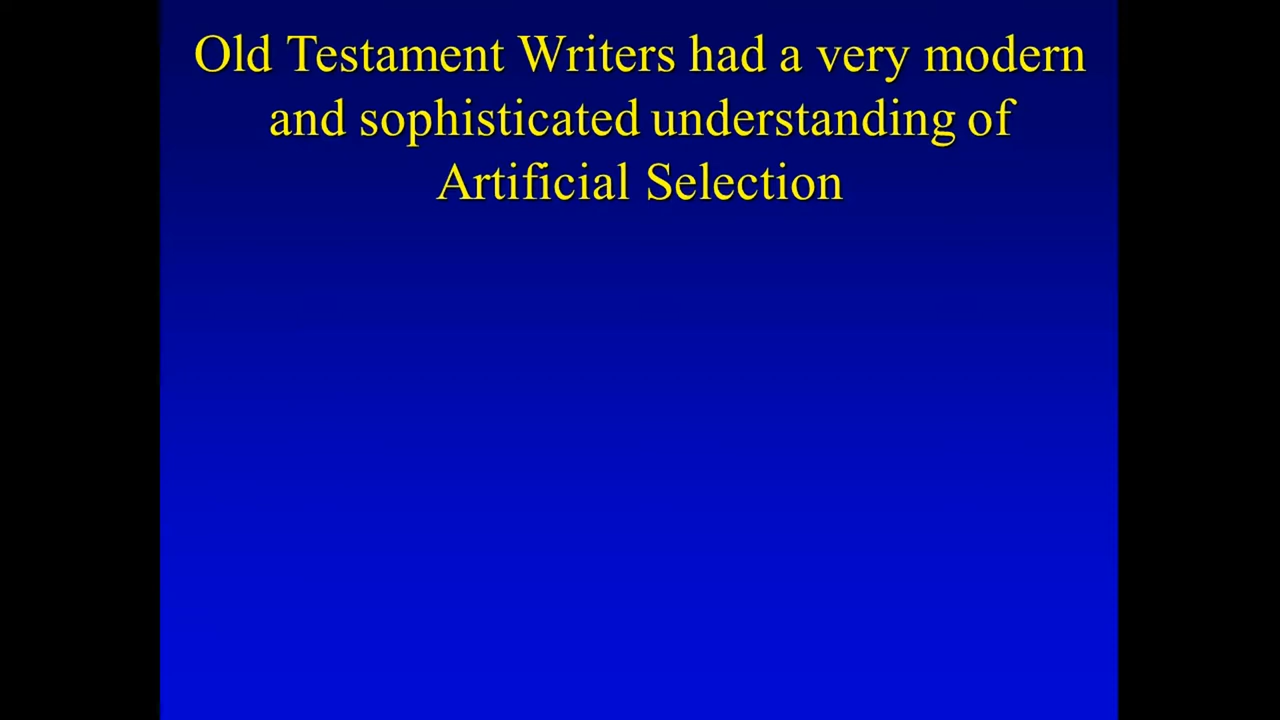 Old Testament Writers had a very modern
and sophisticated understanding of
Artificial Selection